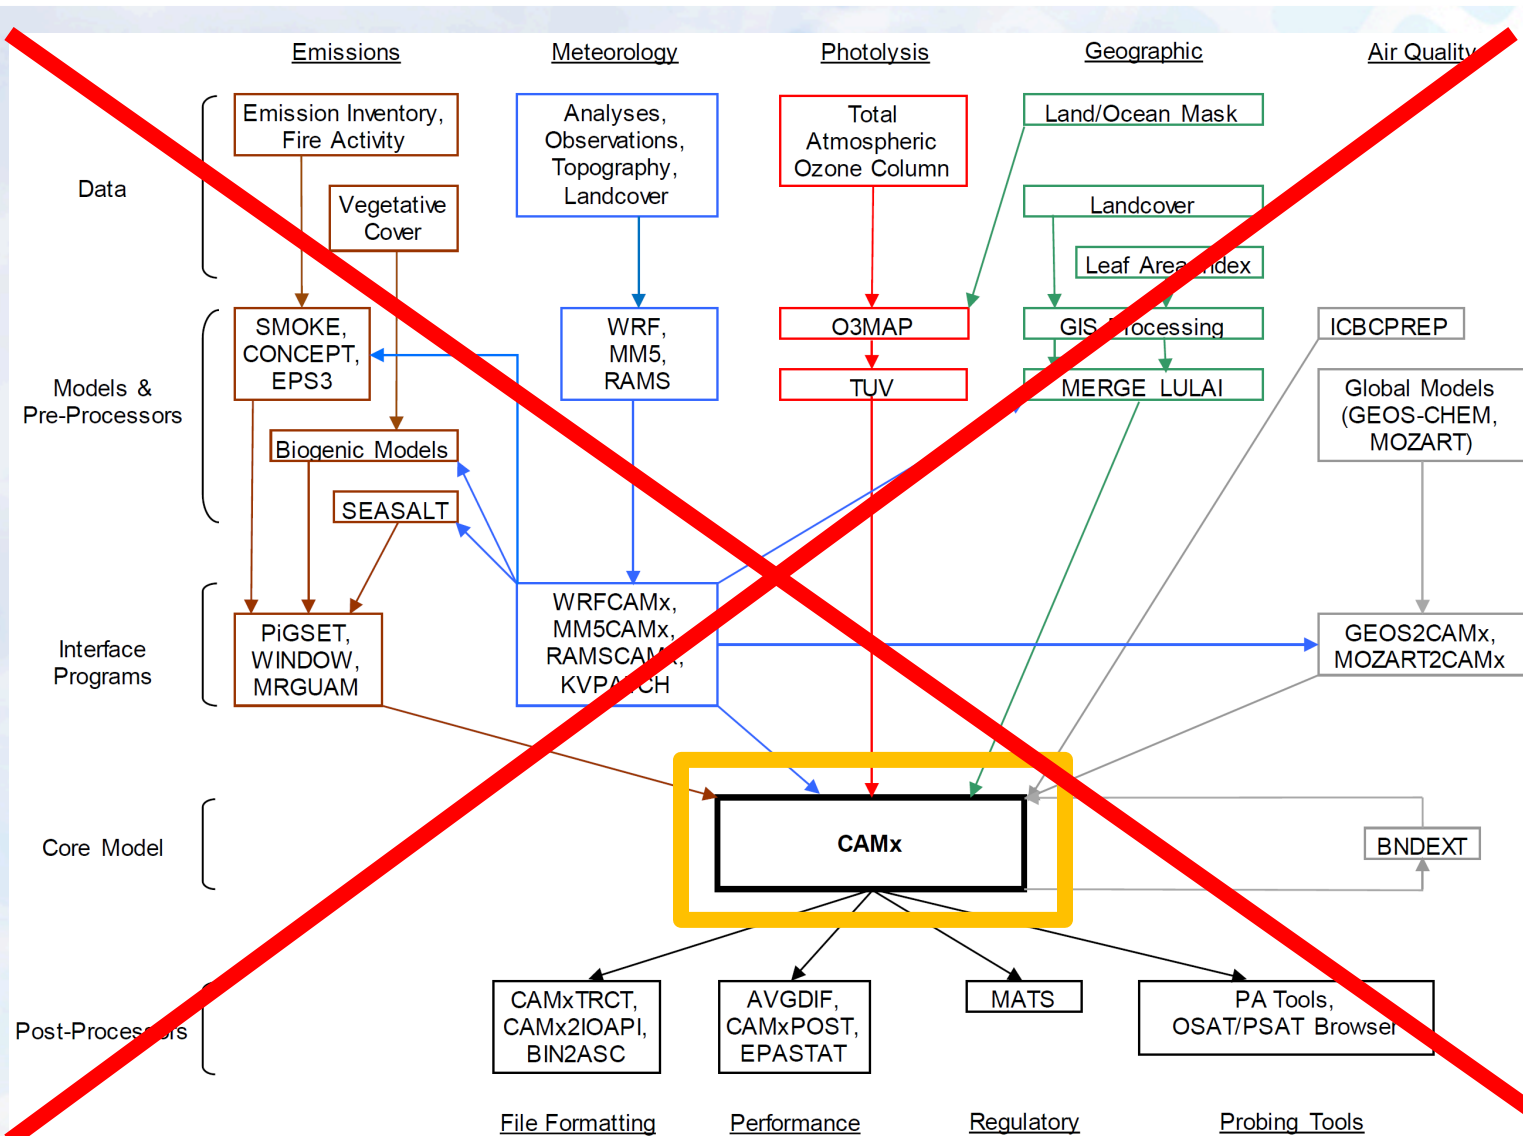 Emissions
Meteorology
Photolysis
Geographic
Air Quality
Data
Emission Inventory,
Fire Activity
Vegetative
Cover
Analyses,
Observations,
Topography,
Landcover
Total
Atmospheric
Ozone Column
Land/Ocean Mask
Landcover
Leaf Area Index
Models &
Pre-Processors
SMOKE,
CONCEPT,
EPS3
WRF,
MM5,
RAMS
O3MAP
TUV
GIS Processing
MERGE LULAI
ICBCPREP
Global Models
(GEOS-CHEM,
MOZART)
Biogenic Models
SEASALT
Interface
Programs
PiGSET,
WINDOW,
MRGUAM
WRFCAMx,
MM5CAMx,
RAMSCAMx,
KVPATCH
GEOS2CAMx,
MOZART2CAMx
Core Model
CAMx
BNDEXT
Post-Processors
CAMxTRCT,
CAMx2IOAPI,
BIN2ASC
AVGDIF,
CAMxPOST,
EPASTAT
MATS
PA Tools,
OSAT/PSAT Browser
File Formatting
Performance
Regulatory
Probing Tools